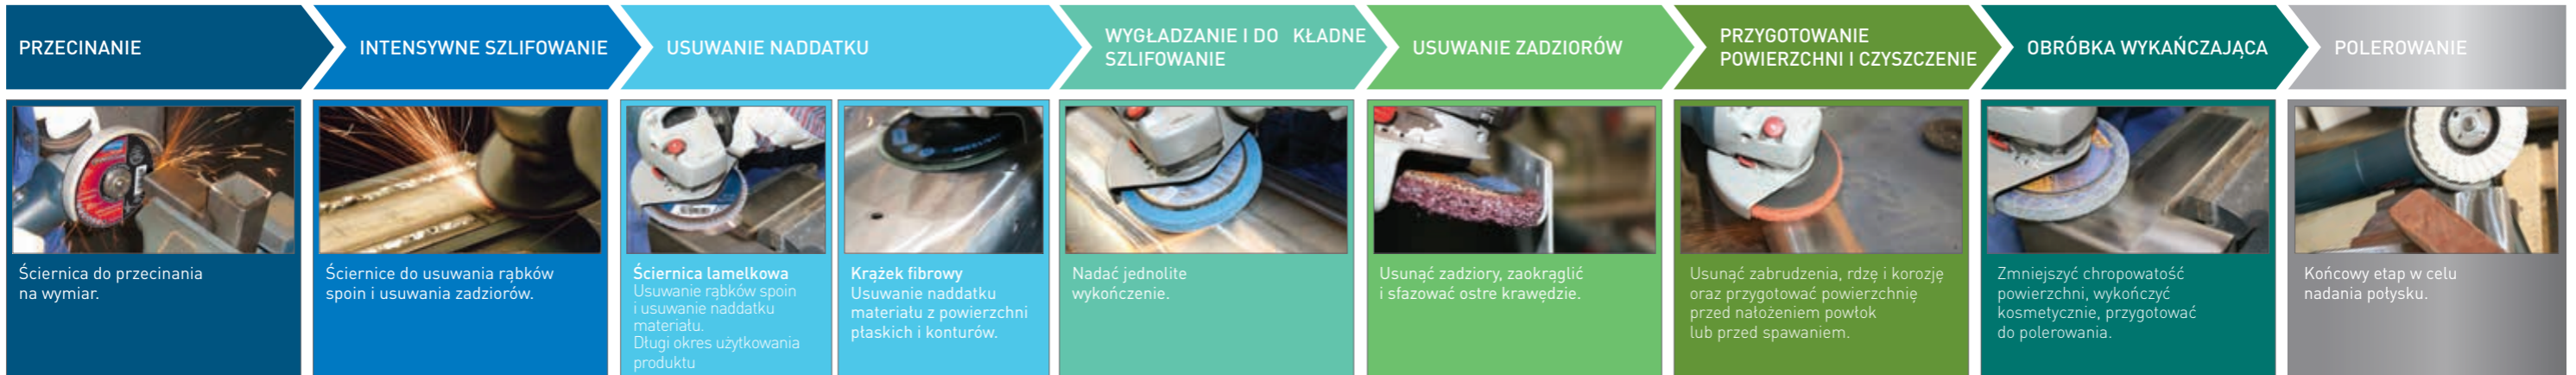 PRZECINANIE
INTENSYWNE SZLIFOWANIE
USUWANIE NADDATKU
WYGŁADZANIE I DO KŁADNE
SZLIFOWANIE
USUWANIE ZADZIORÓW
PRZYGOTOWANIE
POWIERZCHNI I CZYSZCZENIE
OBRÓBKA WYKAŃCZAJĄCA
POLEROWANIE
Ściernica do przecinania
na wymiar.
Ściernice do usuwania rąbków
spoin i usuwania zadziorów.
Ściernica lamelkowa
Usuwanie rąbków spoin
i usuwanie naddatku
materiału.
Długi okres użytkowania
produktu
Krążek fibrowy
Usuwanie naddatku
materiału z powierzchni
płaskich i konturów.
Nadać jednolite
wykończenie.
Usunąć zadziory, zaokrąglić
i sfazować ostre krawędzie.
Usunąć zabrudzenia, rdzę i korozję
oraz przygotować powierzchnię
przed nałożeniem powłok
lub przed spawaniem.
Zmniejszyć chropowatość
powierzchni, wykończyć
kosmetycznie, przygotować
do polerowania.
Końcowy etap w celu
nadania połysku.